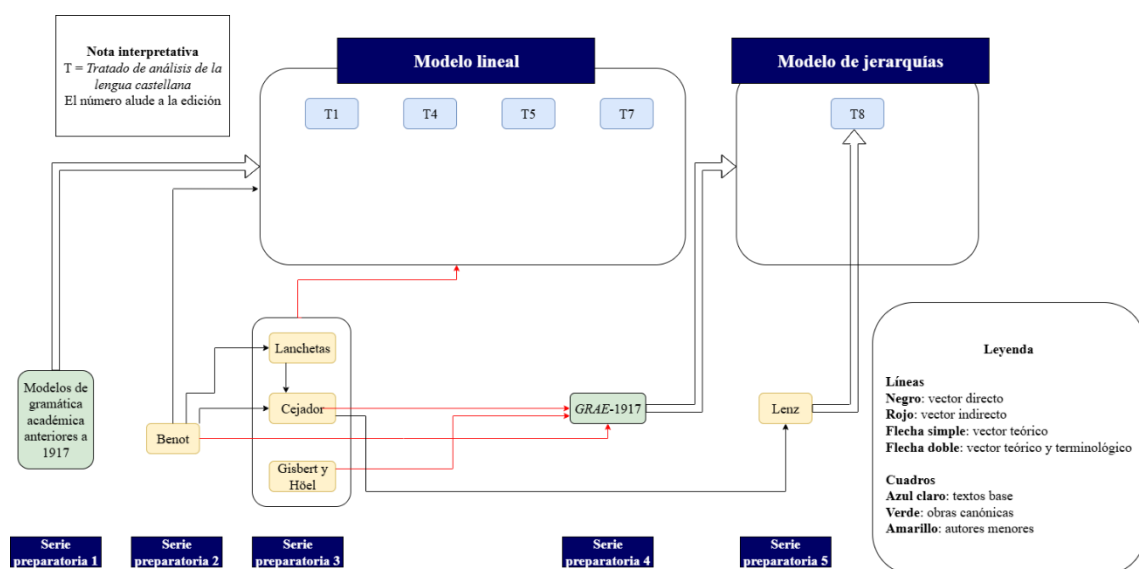 Nota interpretativa
T = Tratado de análisis de la
lengua castellana
El número alude a la edición
Modelo lineal
T1
T4
T5
T7
Modelo de jerarquías
T8
Lanchetas
Cejador
Gisbert y
Höel
Modelos de
gramática
académica
anteriores a
1917
Benot
GRAE-1917
Lenz
Leyenda
Líneas
Negro: vector directo
Rojo: vector indirecto
Flecha simple: vector teórico
Flecha doble: vector teórico y terminológico
Cuadros
Azul claro: textos base
Verde: obras canónicas
Amarillo: autores menores
Serie
preparatoria 1
Serie
preparatoria 2
Serie
preparatoria 3
Serie
preparatoria 4
Serie
preparatoria 5